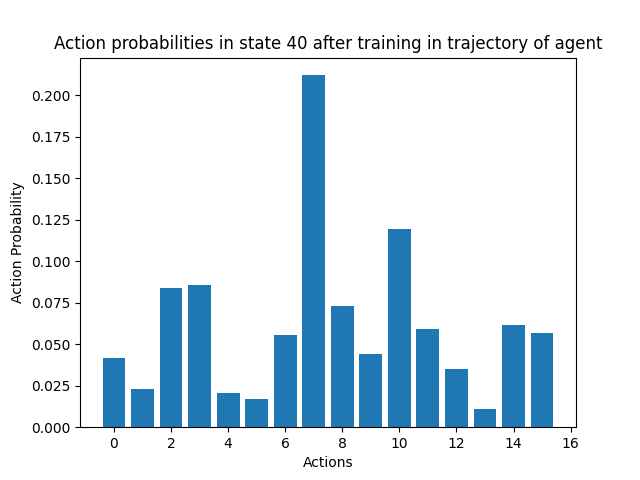 Action probabilities in state 40 after training in trajectory of agent
0.200
0.175
0.150
0.125
0.100
0.075
0.050
0.025
0.000
Action Probability
0 2 4 6 8 10 12 14 16
Actions